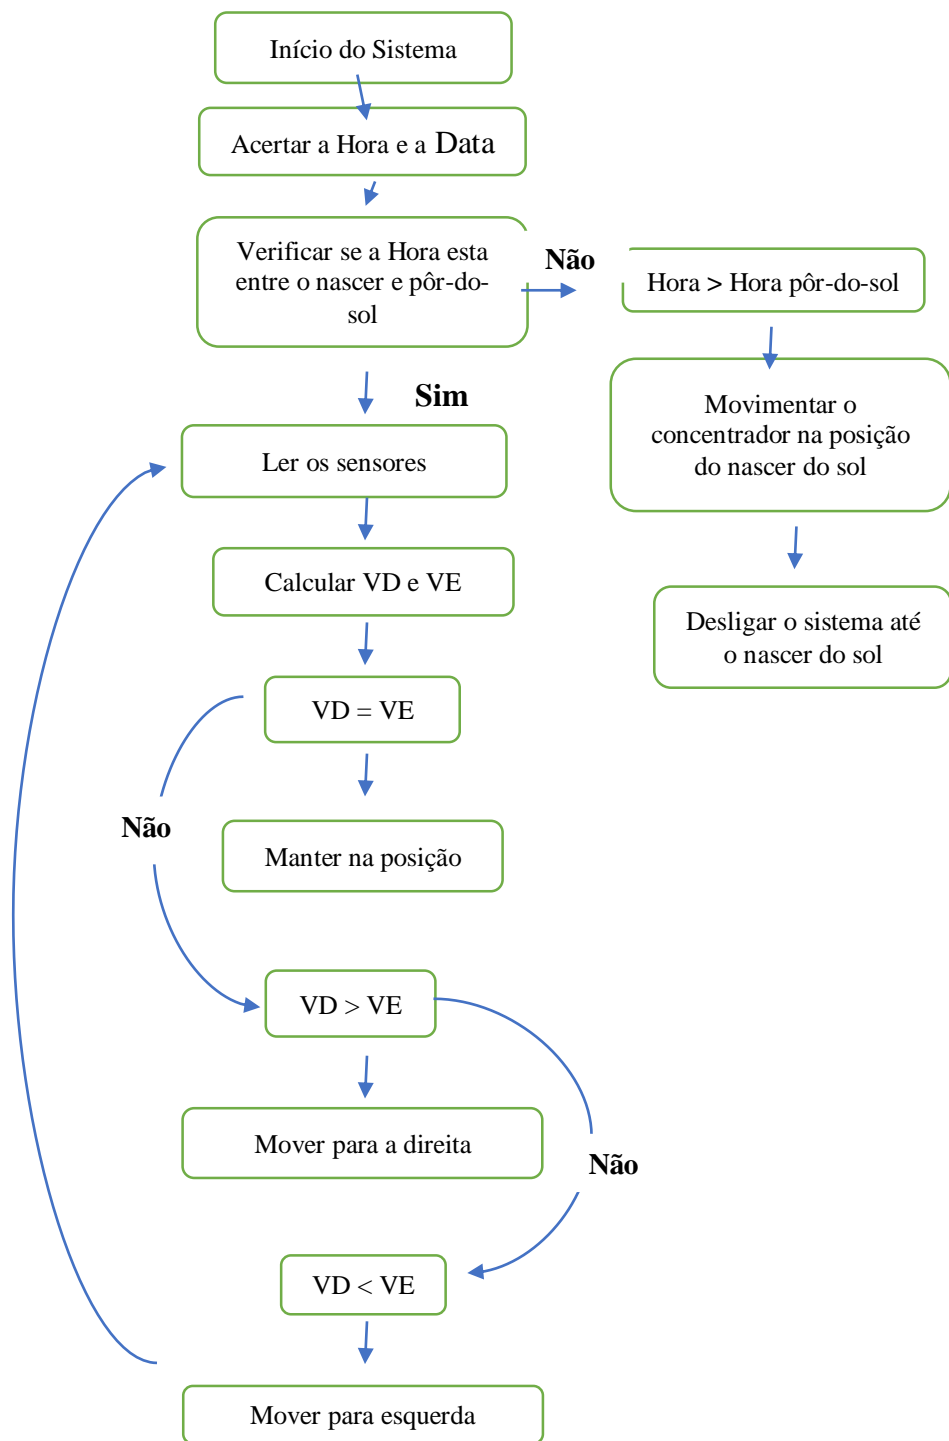 Início do Sistema
Acertar a Hora e a Data
Verificar se a Hora esta
entre o nascer e pôr-do-
sol
Não
Hora > Hora pôr-do-sol
Movimentar o
concentrador na posição
do nascer do sol
Desligar o sistema até
o nascer do sol
Sim
Ler os sensores
Calcular VD e VE
VD = VE
Não
Manter na posição
VD > VE
Mover para a direita
Não
VD < VE
Mover para esquerda